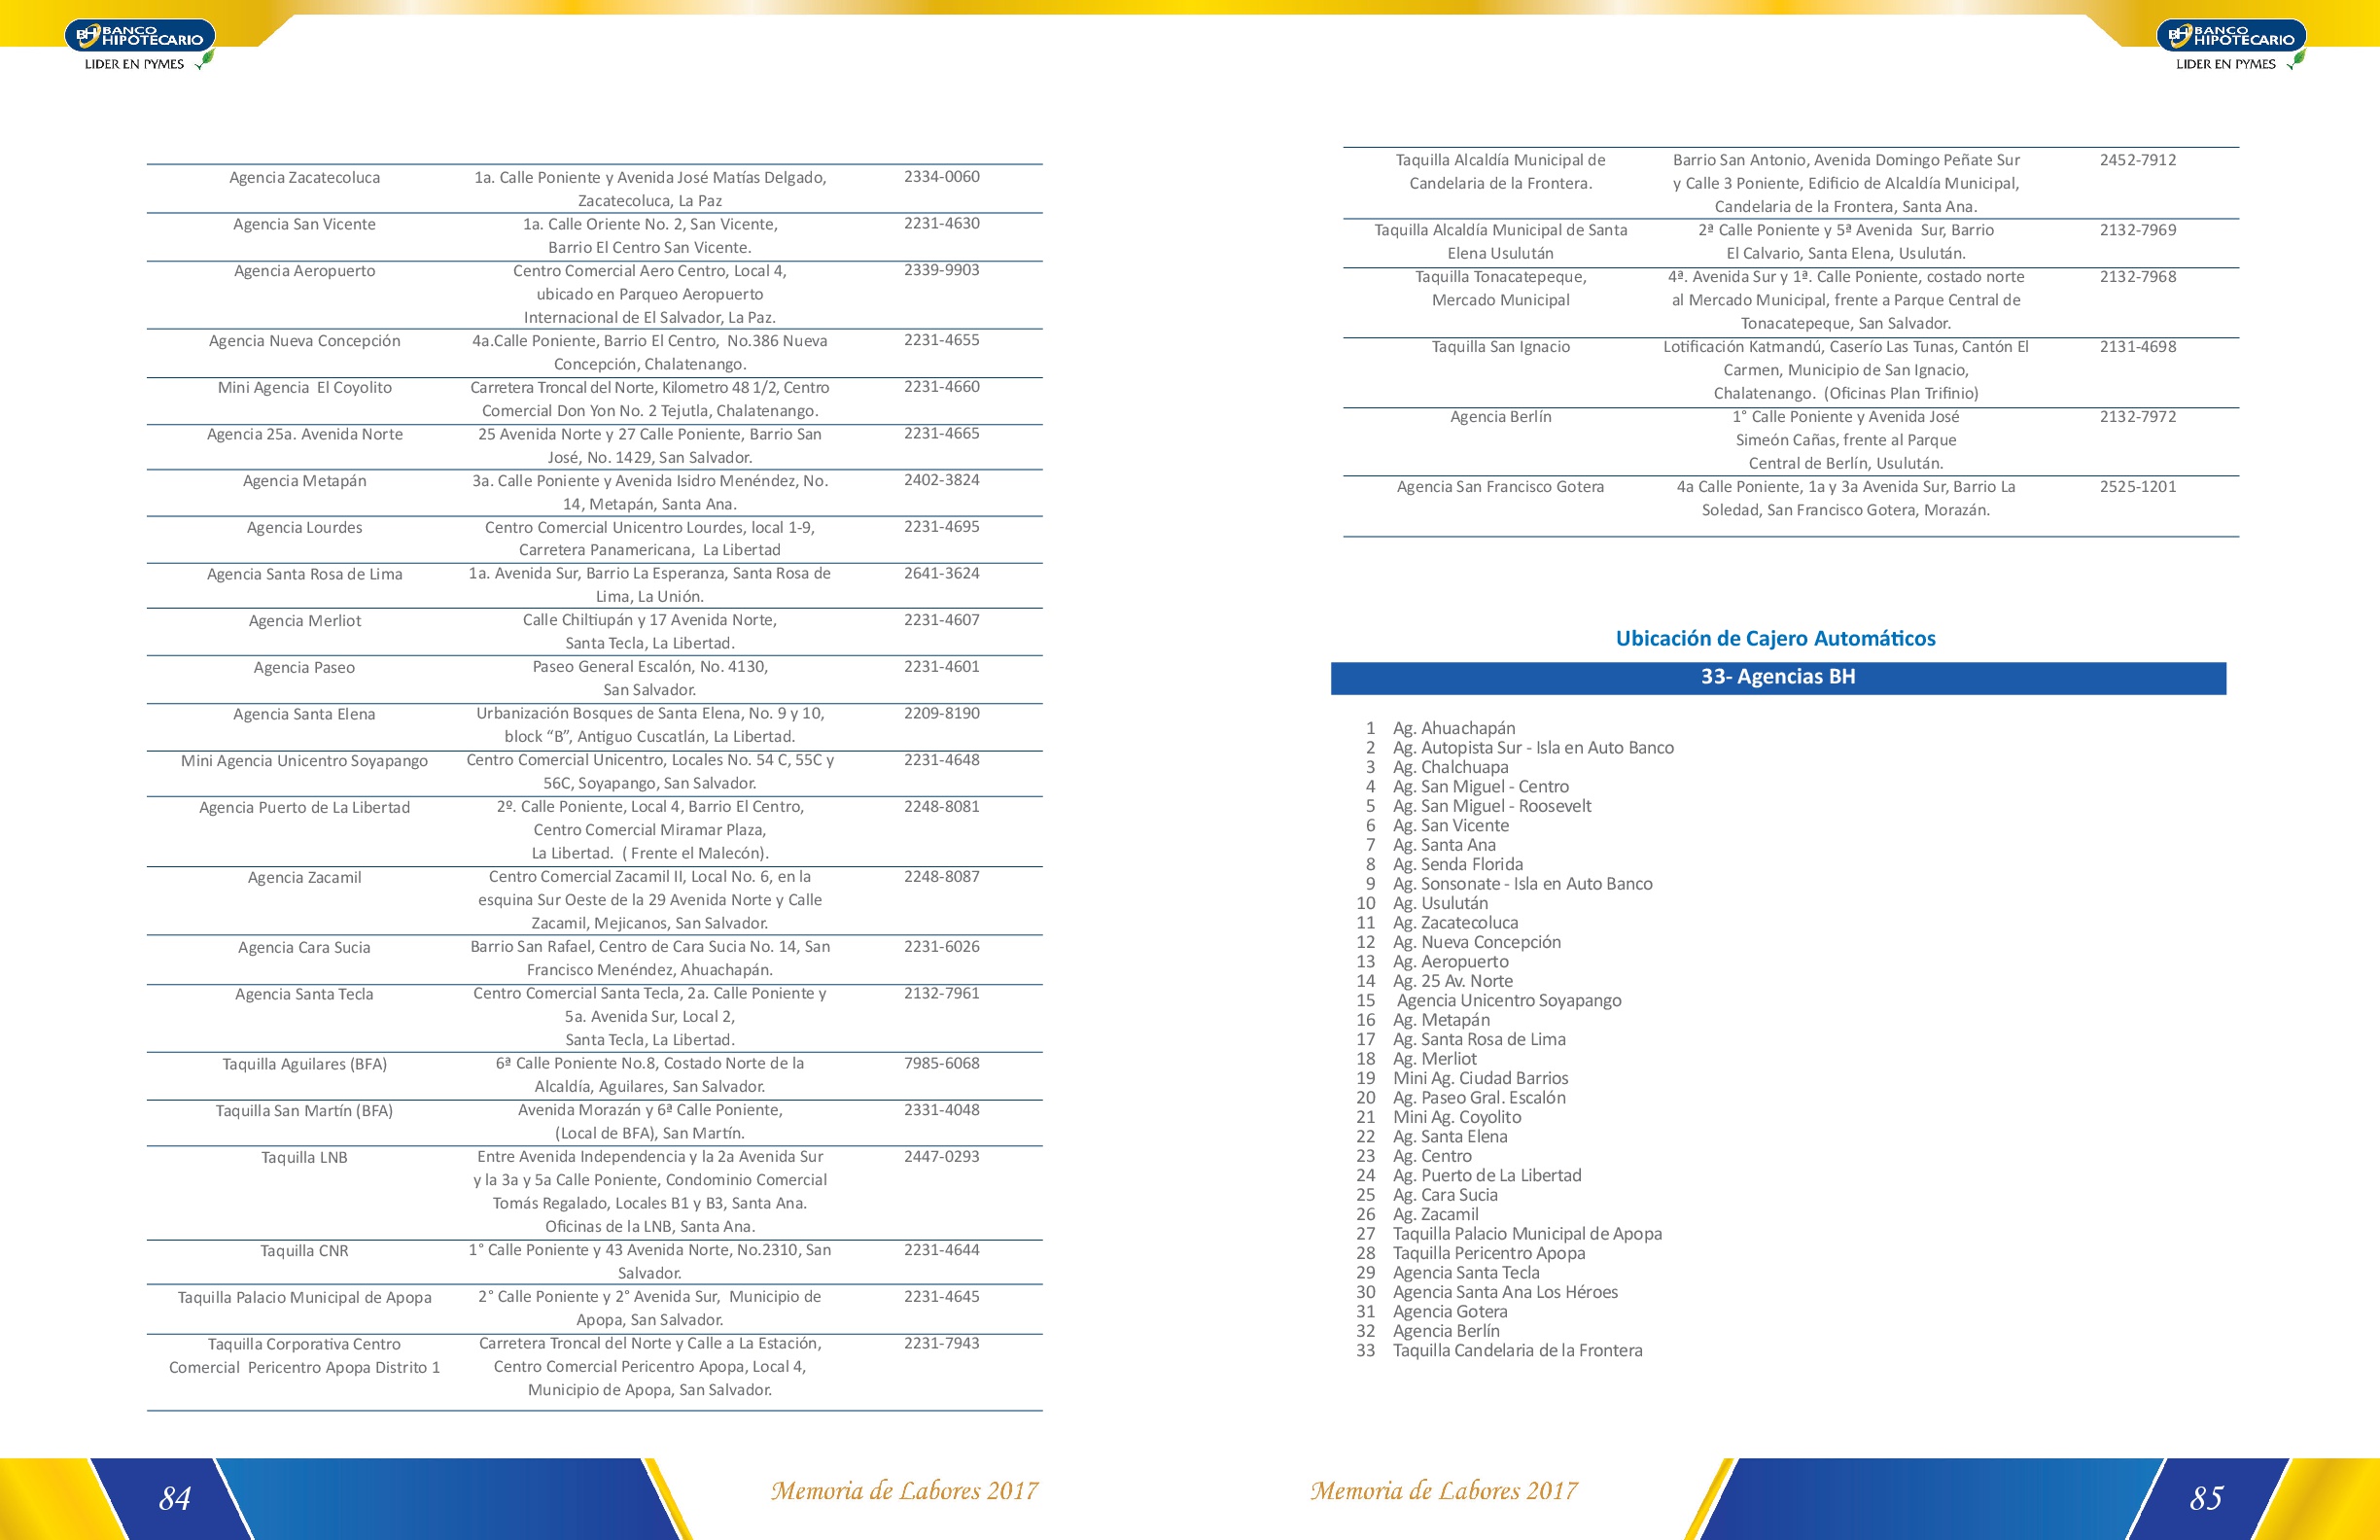 BH BANCO
HIPOTECARIO
LIDER EN PYMES
Agencia Zacatecoluca 1a. Calle Poniente y Avenida José Matías Delgado, 2334-0060
Zacatecoluca, La Paz
Agencia San Vicente 1a. Calle Oriente No. 2, San Vicente, 2231-4630
Barrio El Centro San Vicente.
Agencia Aeropuerto Centro Comercial Aero Centro, Local 4, 2339-9903
ubicado en Parqueo Aeropuerto
Internacional de El Salvador, La Paz.
Agencia Nueva Concepción 4a.Calle Poniente, Barrio El Centro, No.386 Nueva 2231-4655
Concepción, Chalatenango.
Mini Agencia El Coyolito Carretera Troncal del Norte, Kilometro 48 1/2, Centro 2231-4660
Comercial Don Yon No. 2 Tejutla, Chalatenango.
Agencia 25a. Avenida Norte 25 Avenida Norte y 27 Calle Poniente, Barrio San 2231-4665
José, No. 1429, San Salvador.
Agencia Metapán 3a. Calle Poniente y Avenida Isidro Menéndez, No. 2402-3824
14, Metapán, Santa Ana.
Agencia Lourdes Centro Comercial Unicentro Lourdes, local 1-9, 2231-4695
Carretera Panamericana, La Libertad
Agencia Santa Rosa de Lima 1a. Avenida Sur, Barrio La Esperanza, Santa Rosa de 2641-3624
Lima, La Unión.
Agencia Merliot Calle Chiltiupán y 17 Avenida Norte, 2231-4607
Santa Tecla, La Libertad.
Agencia Paseo Paseo General Escalón, No. 4130, 2231-4601
San Salvador.
Agencia Santa Elena Urbanización Bosques de Santa Elena, No. 9 y 10, 2209-8190
block “B”, Antiguo Cuscatlán, La Libertad.
Mini Agencia Unicentro Soyapango Centro Comercial Unicentro, Locales No. 54 C, 55C y 2231-4648
56C, Soyapango, San Salvador.
Agencia Puerto de La Libertad 2º. Calle Poniente, Local 4, Barrio El Centro, 2248-8081
Centro Comercial Miramar Plaza,
La Libertad. ( Frente el Malecón).
Agencia Zacamil Centro Comercial Zacamil II, Local No. 6, en la 2248-8087
esquina Sur Oeste de la 29 Avenida Norte y Calle
Zacamil, Mejicanos, San Salvador.
Agencia Cara Sucia Barrio San Rafael, Centro de Cara Sucia No. 14, San 2231-6026
Francisco Menéndez, Ahuachapán.
Agencia Santa Tecla Centro Comercial Santa Tecla, 2a. Calle Poniente y 2132-7961
5a. Avenida Sur, Local 2,
Santa Tecla, La Libertad.
Taquilla Aguilares (BFA) 6ª Calle Poniente No.8, Costado Norte de la 7985-6068
Alcaldía, Aguilares, San Salvador.
Taquilla San Martín (BFA) Avenida Morazán y 6ª Calle Poniente, 2331-4048
(Local de BFA), San Martín.
Taquilla LNB Entre Avenida Independencia y la 2a Avenida Sur 2447-0293
y la 3a y 5a Calle Poniente, Condominio Comercial
Tomás Regalado, Locales B1 y B3, Santa Ana.
Oficinas de la LNB, Santa Ana.
Taquilla CNR 1° Calle Poniente y 43 Avenida Norte, No.2310, San 2231-4644
Salvador.
Taquilla Palacio Municipal de Apopa 2° Calle Poniente y 2° Avenida Sur, Municipio de 2231-4645
Apopa, San Salvador.
Taquilla Corporativa Centro Carretera Troncal del Norte y Calle a La Estación, 2231-7943
Comercial Pericentro Apopa Distrito 1 Centro Comercial Pericentro Apopa, Local 4,
Municipio de Apopa, San Salvador.
84
Memoria de Labores 2017
BH BANCO
HIPOTECARIO
LIDER EN PYMES
Taquilla Alcaldía Municipal de Barrio San Antonio, Avenida Domingo Peñate Sur 2452-7912
Candelaria de la Frontera. y Calle 3 Poniente, Edificio de Alcaldía Municipal,
Candelaria de la Frontera, Santa Ana.
Taquilla Alcaldía Municipal de Santa 2ª Calle Poniente y 5ª Avenida Sur, Barrio 2132-7969
Elena Usulután El Calvario, Santa Elena, Usulután.
Taquilla Tonacatepeque, 4ª. Avenida Sur y 1ª. Calle Poniente, costado norte 2132-7968
Mercado Municipal al Mercado Municipal, frente a Parque Central de
Tonacatepeque, San Salvador.
Taquilla San Ignacio Lotificación Katmandú, Caserío Las Tunas, Cantón El 2131-4698
Carmen, Municipio de San Ignacio,
Chalatenango. (Oficinas Plan Trifinio)
Agencia Berlín 1° Calle Poniente y Avenida José 2132-7972
Simeón Cañas, frente al Parque
Central de Berlín, Usulután.
Agencia San Francisco Gotera 4a Calle Poniente, 1a y 3a Avenida Sur, Barrio La 2525-1201
Soledad, San Francisco Gotera, Morazán.
Ubicación de Cajero Automáticos
33- Agencias BH
1 Ag. Ahuachapán
2 Ag. Autopista Sur - Isla en Auto Banco
3 Ag. Chalchuapa
4 Ag. San Miguel - Centro
5 Ag. San Miguel - Roosevelt
6 Ag. San Vicente
7 Ag. Santa Ana
8 Ag. Senda Florida
9 Ag. Sonsonate - Isla en Auto Banco
10 Ag. Usulután
11 Ag. Zacatecoluca
12 Ag. Nueva Concepción
13 Ag. Aeropuerto
14 Ag. 25 Av. Norte
15 Agencia Unicentro Soyapango
16 Ag. Metapán
17 Ag. Santa Rosa de Lima
18 Ag. Merliot
19 Mini Ag. Ciudad Barrios
20 Ag. Paseo Gral. Escalón
21 Mini Ag. Coyolito
22 Ag. Santa Elena
23 Ag. Centro
24 Ag. Puerto de La Libertad
25 Ag. Cara Sucia
26 Ag. Zacamil
27 Taquilla Palacio Municipal de Apopa
28 Taquilla Pericentro Apopa
29 Agencia Santa Tecla
30 Agencia Santa Ana Los Héroes
31 Agencia Gotera
32 Agencia Berlín
33 Taquilla Candelaria de la Frontera
Memoria de Labores 2017
85